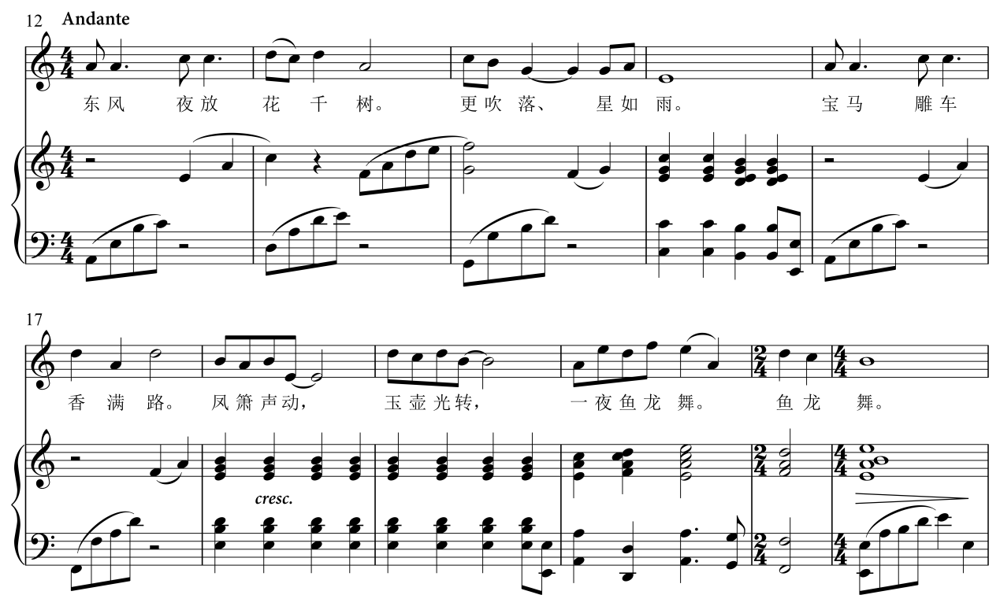 12 Andante
东风 夜放 花 千 树。 更吹 落、 星如 雨。 宝马 雕车
17
香 满 路。 凤箫声动， 玉壶光转， 一夜鱼龙 舞。 鱼龙 舞。
cresc.